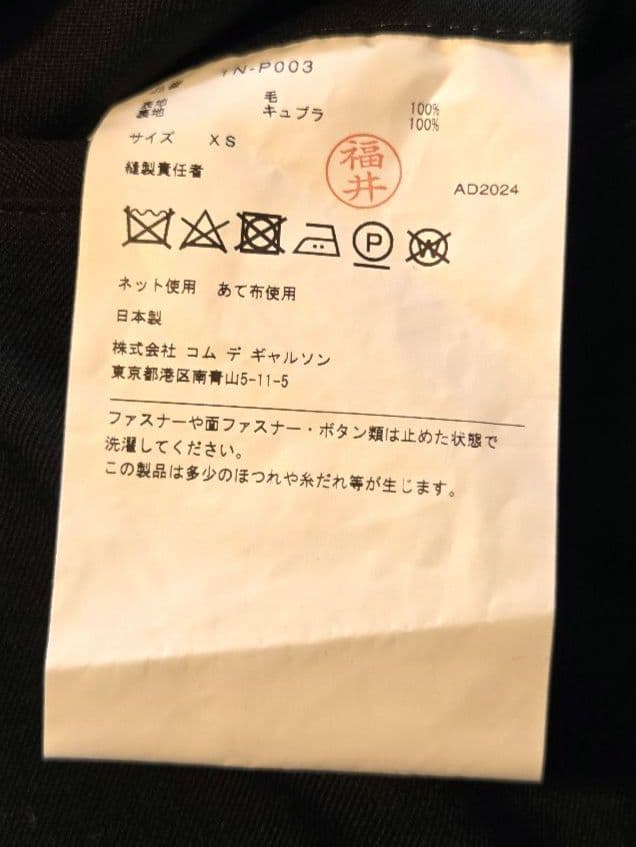 N-P003
表地 毛 100%
裏地 キュプラ 100%
サイズ XS
縫製責任者 福井
AD2024
P
W
ネット使用 あて布使用
日本製
株式会社 コム デ ギャルソン
東京都港区南青山5-11-5
ファスナーや面ファスナー・ボタン類は止めた状態で
洗濯してください。
この製品は多少のほつれや糸だれ等が生じます。